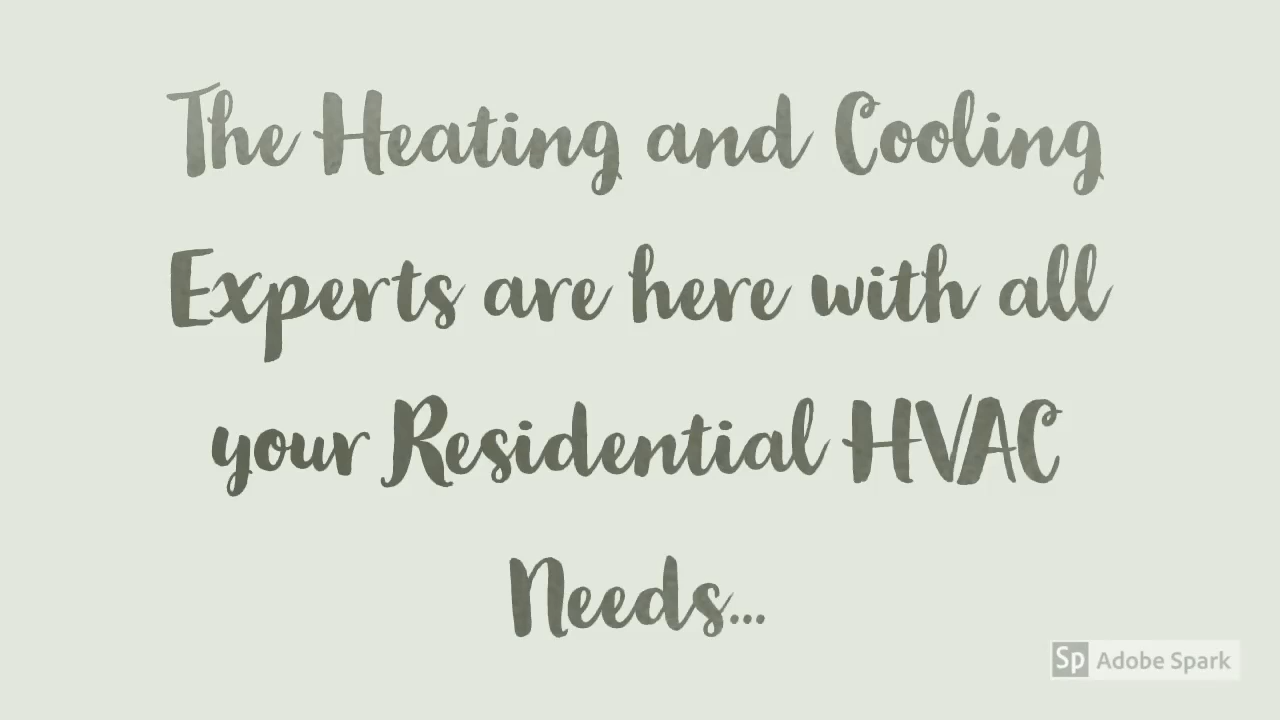 The Heating and Cooling
Experts are here with all
your Residential HVAC
Needs...
Sp Adobe Spark